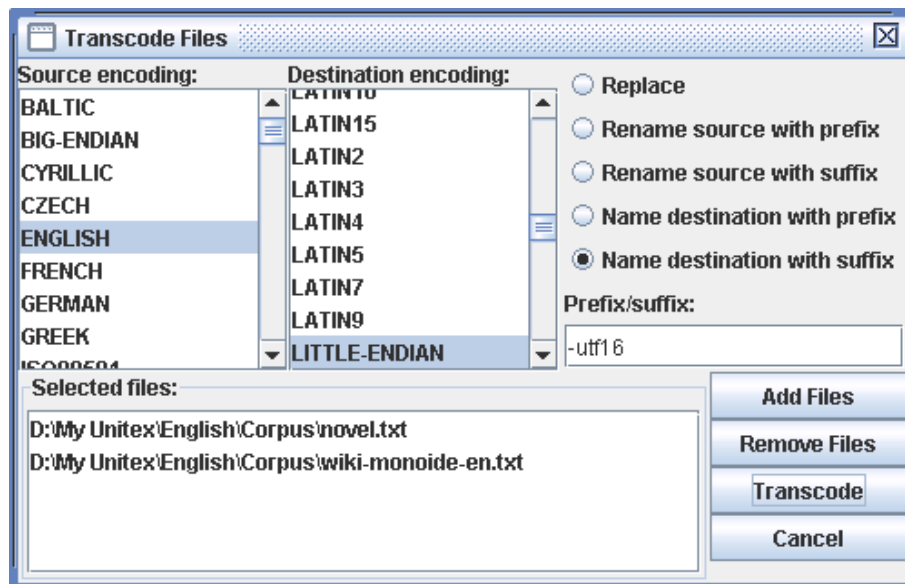 Transcode Files
Source encoding:
BALTIC
BIG-ENDIAN
CYRILLIC
CZECH
ENGLISH
FRENCH
GERMAN
GREEK
Destination encoding:
LATIN10
LATIN15
LATIN2
LATIN3
LATIN4
LATIN5
LATIN7
LATIN9
LITTLE-ENDIAN
Replace
Rename source with prefix
Rename source with suffix
Name destination with prefix
Name destination with suffix
Prefix/suffix:
-utf16
Selected files:
D:\My Unitex\English\Corpus\novel.txt
D:\My Unitex\English\Corpus\wiki-monoide-en.txt
Add Files
Remove Files
Transcode
Cancel